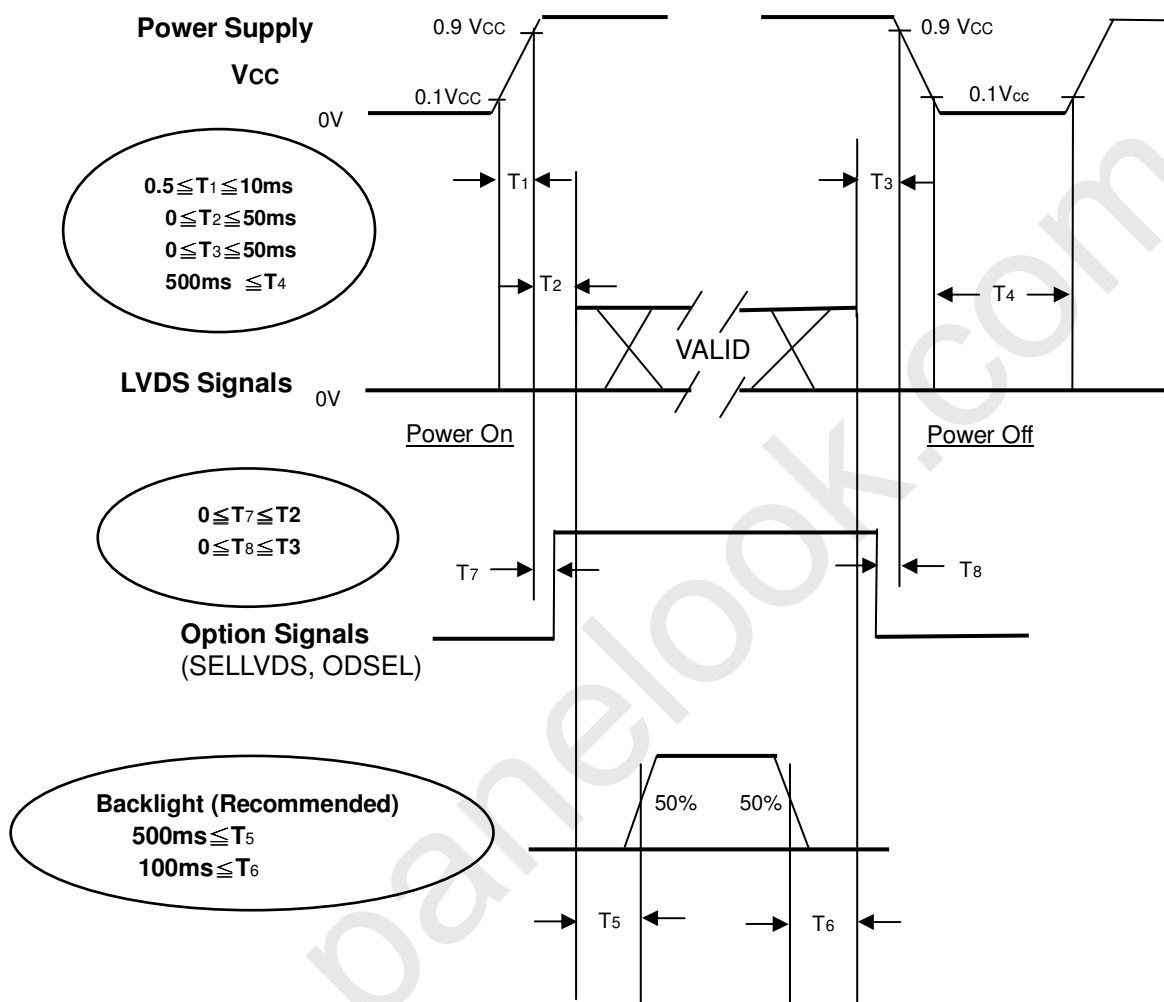 Power Supply
VCC
0.9 VCC
0.9 VCC
0.1VCC
0.1Vcc
0V
0.5≦T1≦10ms
0≦T2≦50ms
0≦T3≦50ms
500ms ≦T4
T1
T3
T2
T4
VALID
LVDS Signals
0V
Power On
Power Off
0≦T7≦T2
0≦T8≦T3
T7
T8
Option Signals
(SELLVDS, ODSEL)
Backlight (Recommended)
500ms≦T5
100ms≦T6
50%
50%
T5
T6
panelook.com